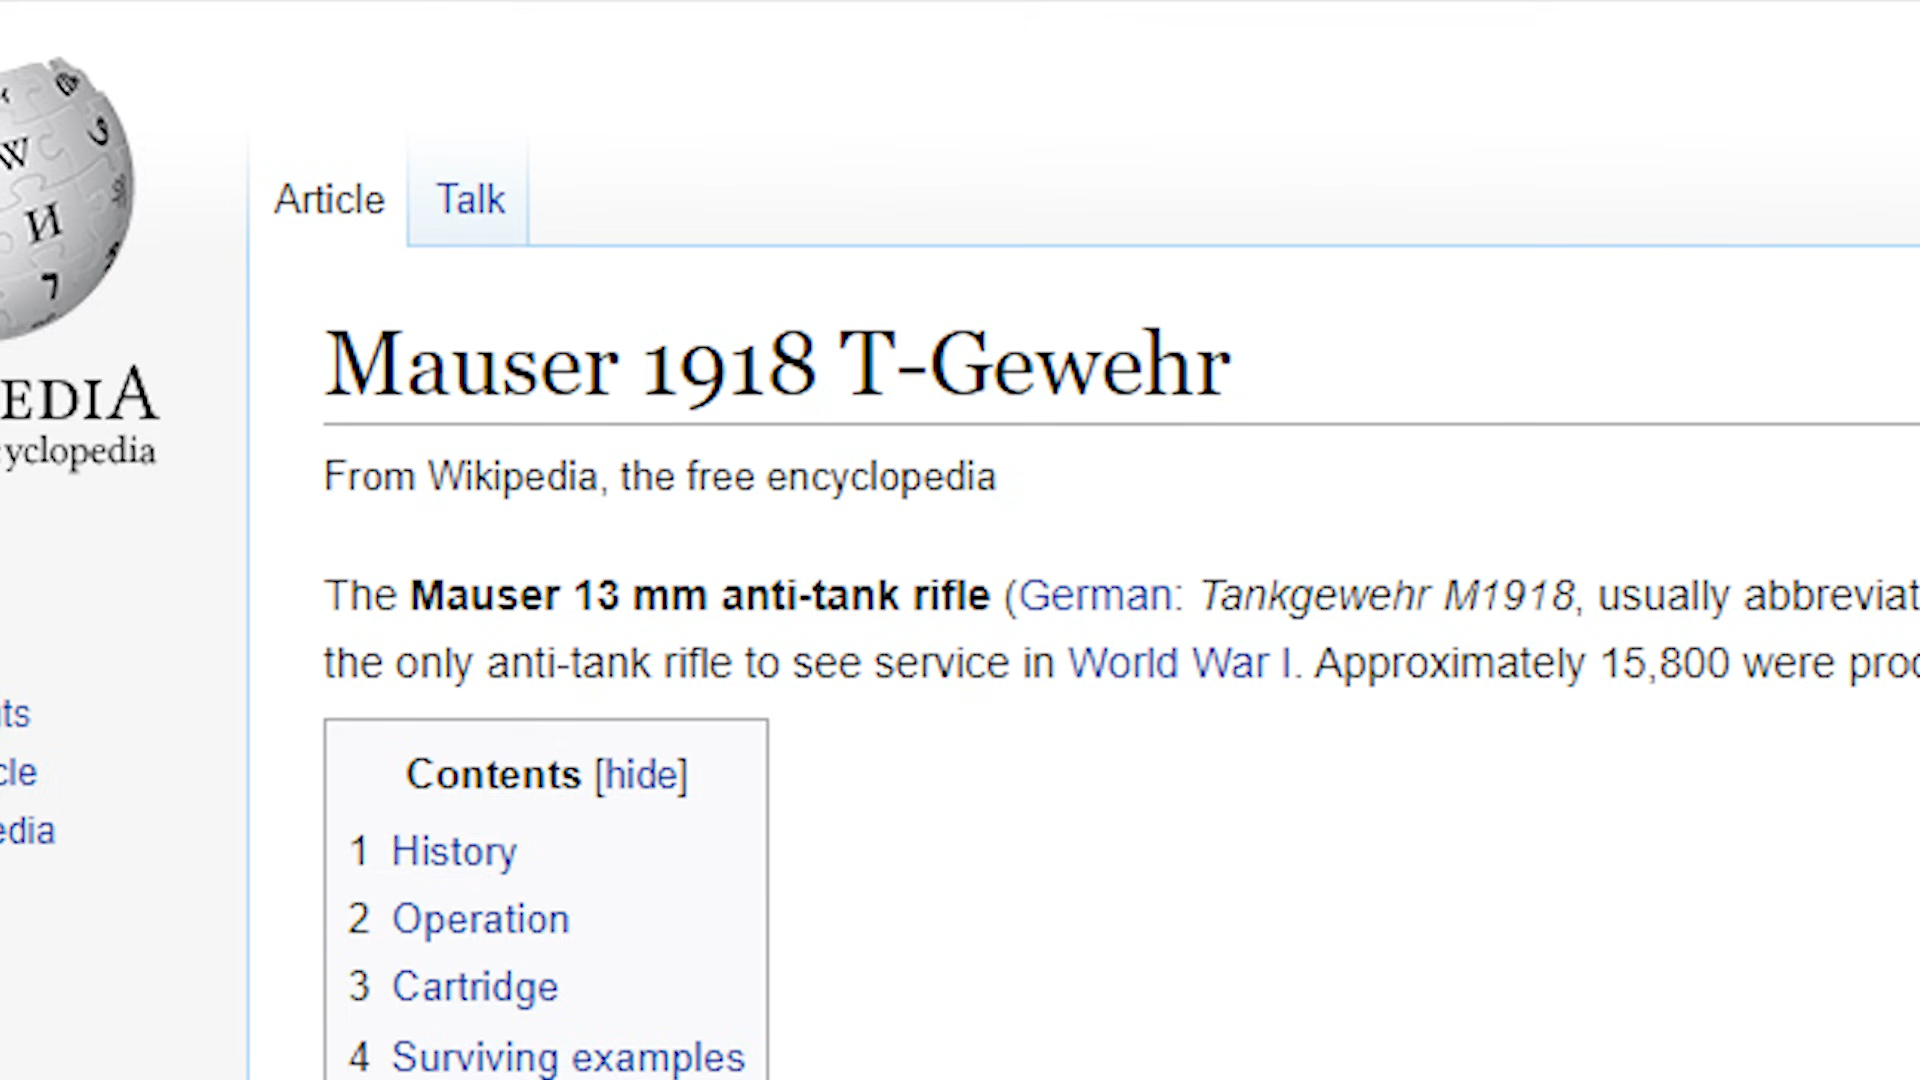 W
И
ר
EDIA
yclopedia
Article Talk
Mauser 1918 T-Gewehr
From Wikipedia, the free encyclopedia
The Mauser 13 mm anti-tank rifle (German: Tankgewehr M1918, usually abbreviat
the only anti-tank rifle to see service in World War I. Approximately 15,800 were proc
ts
cle
edia
Contents [hide]
1 History
2 Operation
3 Cartridge
4 Surviving examples